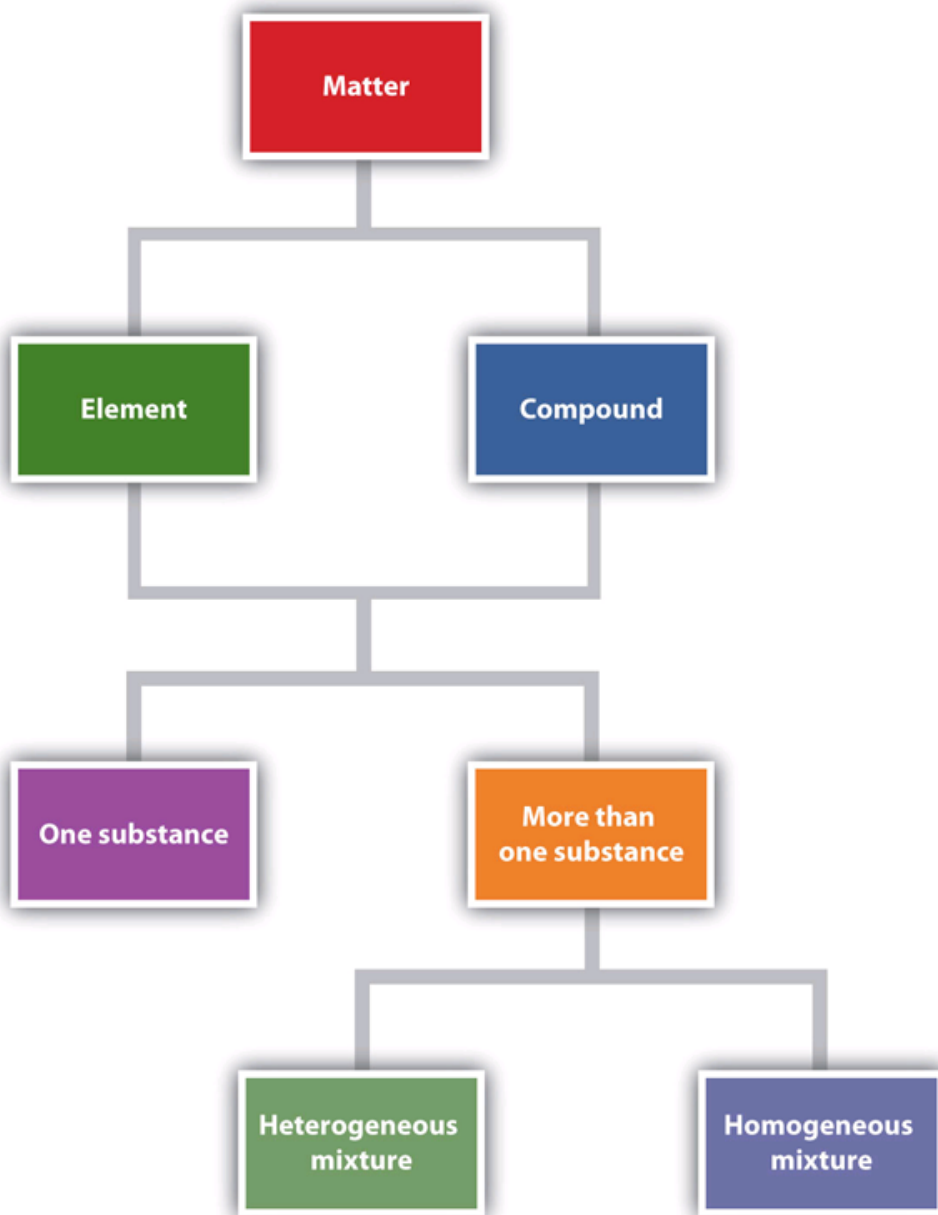 Matter
Element
Compound
One substance
More than
one substance
Heterogeneous
mixture
Homogeneous
mixture